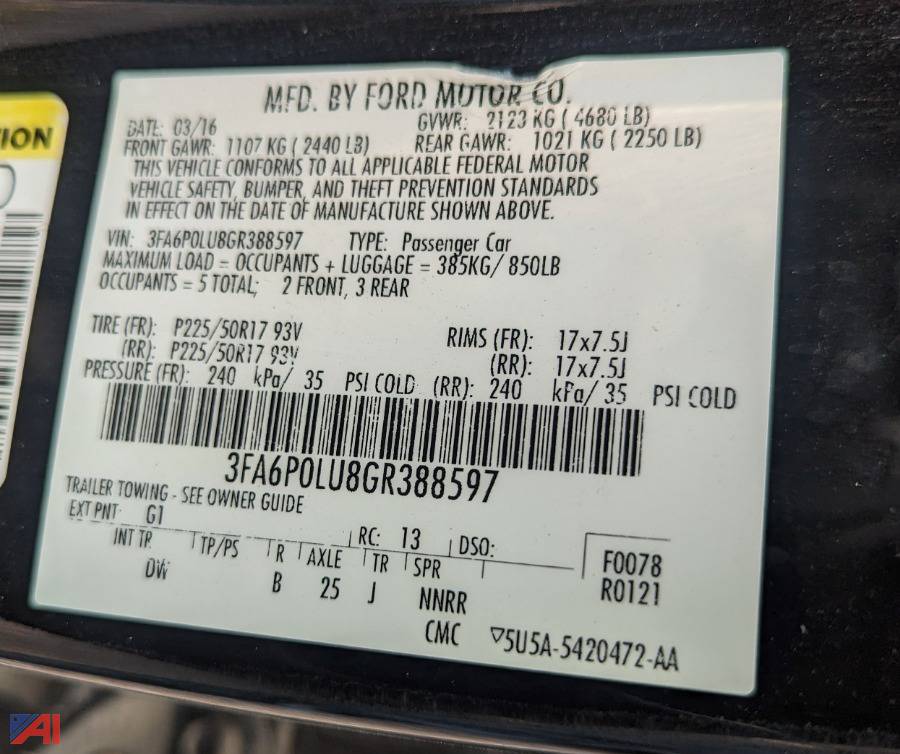 MFD. BY FORD MOTOR CO.
DATE: 03/16 GVWR: 2123 KG ( 4680 LB)
FRONT GAWR: 1107 KG ( 2440 LB) REAR GAWR: 1021 KG ( 2250 LB)
THIS VEHICLE CONFORMS TO ALL APPLICABLE FEDERAL MOTOR
VEHICLE SAFETY, BUMPER, AND THEFT PREVENTION STANDARDS
IN EFFECT ON THE DATE OF MANUFACTURE SHOWN ABOVE.
VIN: 3FA6P0LU8GR388597 TYPE: Passenger Car
MAXIMUM LOAD = OCCUPANTS + LUGGAGE = 385KG/ 850LB
OCCUPANTS = 5 TOTAL; 2 FRONT, 3 REAR
TIRE (FR): P225/50R17 93V RIMS (FR): 17x7.5J
(RR): P225/50R17 93V (RR): 17x7.5J
PRESSURE (FR): 240 kPa/ 35 PSI COLD (RR): 240 kPa/ 35 PSI COLD
3FA6P0LU8GR388597
TRAILER TOWING - SEE OWNER GUIDE
EXT PNT: G1 RC: 13 DSO:
INT TR TP/PS R AXLE TR SPR F0078
DW B 25 J NNRR R0121
CMC ▽5U5A-5420472-AA
TION
AI